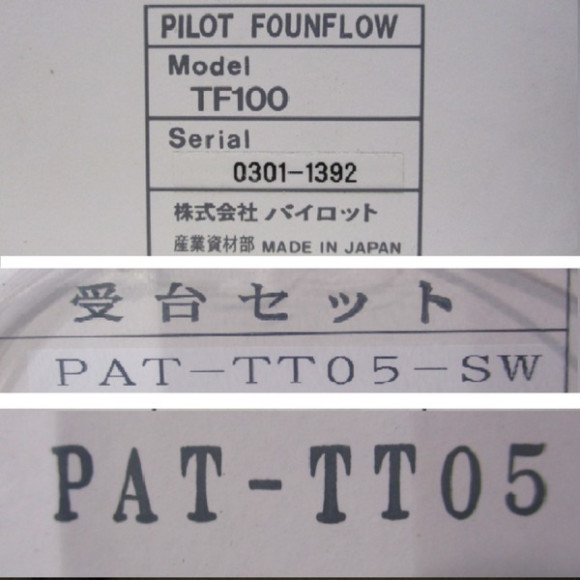 PILOT FOUNFLOW
Model
TF100
Serial
0301-1392
株式会社 パイロット
産業資材部 MADE IN JAPAN
受台セット
PAT-TT05-SW
PAT-TT05